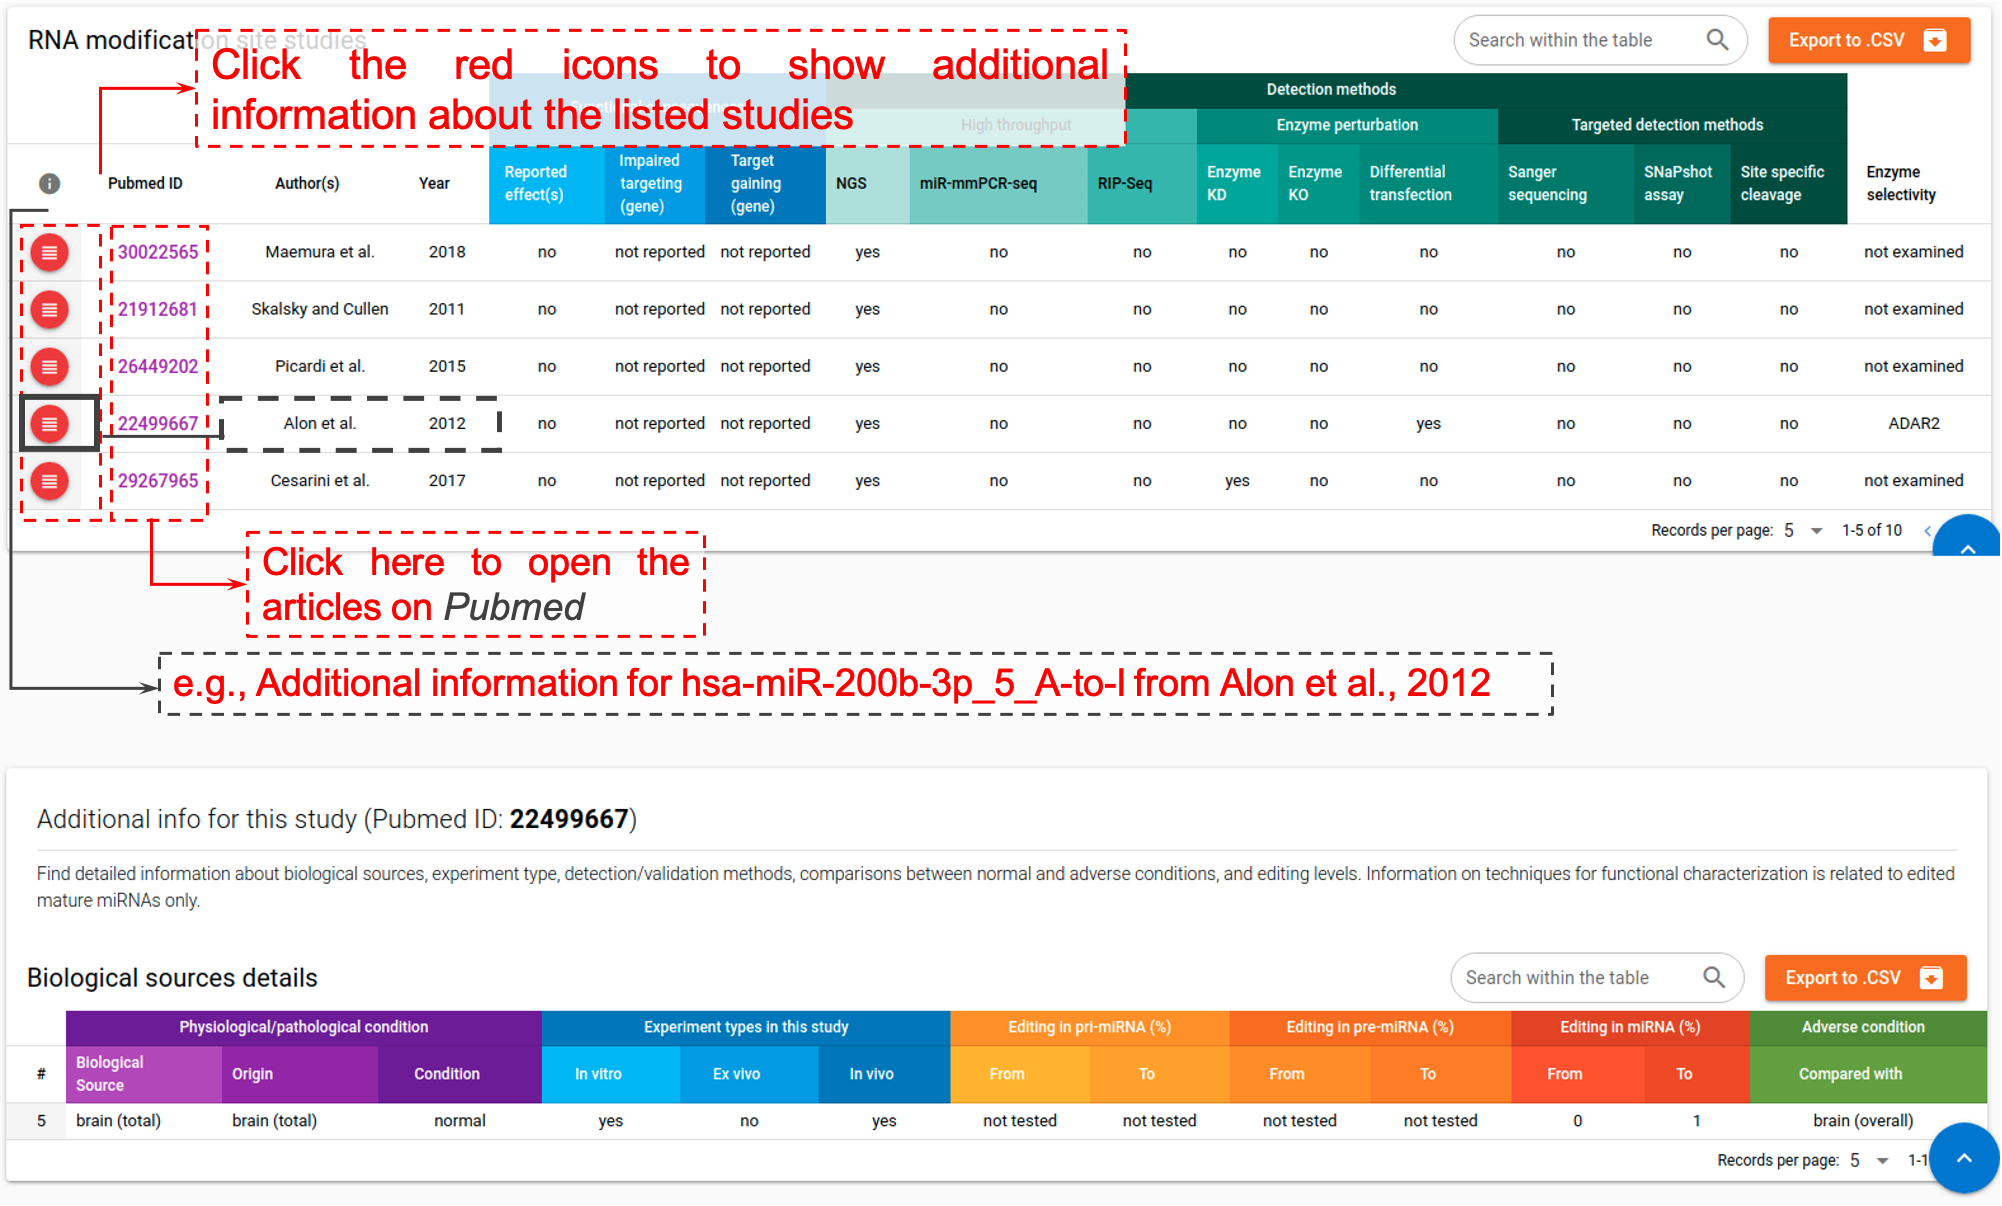 RNA modification site studies
Search within the table
Export to .CSV
Click the red icons to show additional
information about the listed studies
Functional consequences
Detection methods
High throughput
Enzyme perturbation
Targeted detection methods
Pubmed ID
Author(s)
Year
Reported effect(s)
Impaired targeting (gene)
Target gaining (gene)
NGS
miR-mmPCR-seq
RIP-Seq
Enzyme KD
Enzyme KO
Differential transfection
Sanger sequencing
SNaPshot assay
Site specific cleavage
Enzyme selectivity
30022565 Maemura et al. 2018 no not reported not reported yes no no no no no no no no not examined
21912681 Skalsky and Cullen 2011 no not reported not reported yes no no no no no no no no not examined
26449202 Picardi et al. 2015 no not reported not reported yes no no no no no no no no not examined
22499667 Alon et al. 2012 no not reported not reported yes no no no no yes no no no ADAR2
29267965 Cesarini et al. 2017 no not reported not reported yes no no yes no no no no no not examined
Records per page: 5 1-5 of 10
Click here to open the
articles on Pubmed
e.g., Additional information for hsa-miR-200b-3p_5_A-to-I from Alon et al., 2012
Additional info for this study (Pubmed ID: 22499667)
Find detailed information about biological sources, experiment type, detection/validation methods, comparisons between normal and adverse conditions, and editing levels. Information on techniques for functional characterization is related to edited
mature miRNAs only.
Biological sources details
Search within the table
Export to .CSV
Physiological/pathological condition
Experiment types in this study
Editing in pri-miRNA (%)
Editing in pre-miRNA (%)
Editing in miRNA (%)
Adverse condition
#
Biological Source
Origin
Condition
In vitro
Ex vivo
In vivo
From
To
From
To
From
To
Compared with
5 brain (total) brain (total) normal yes no yes not tested not tested not tested not tested 0 1 brain (overall)
Records per page: 5 1-1